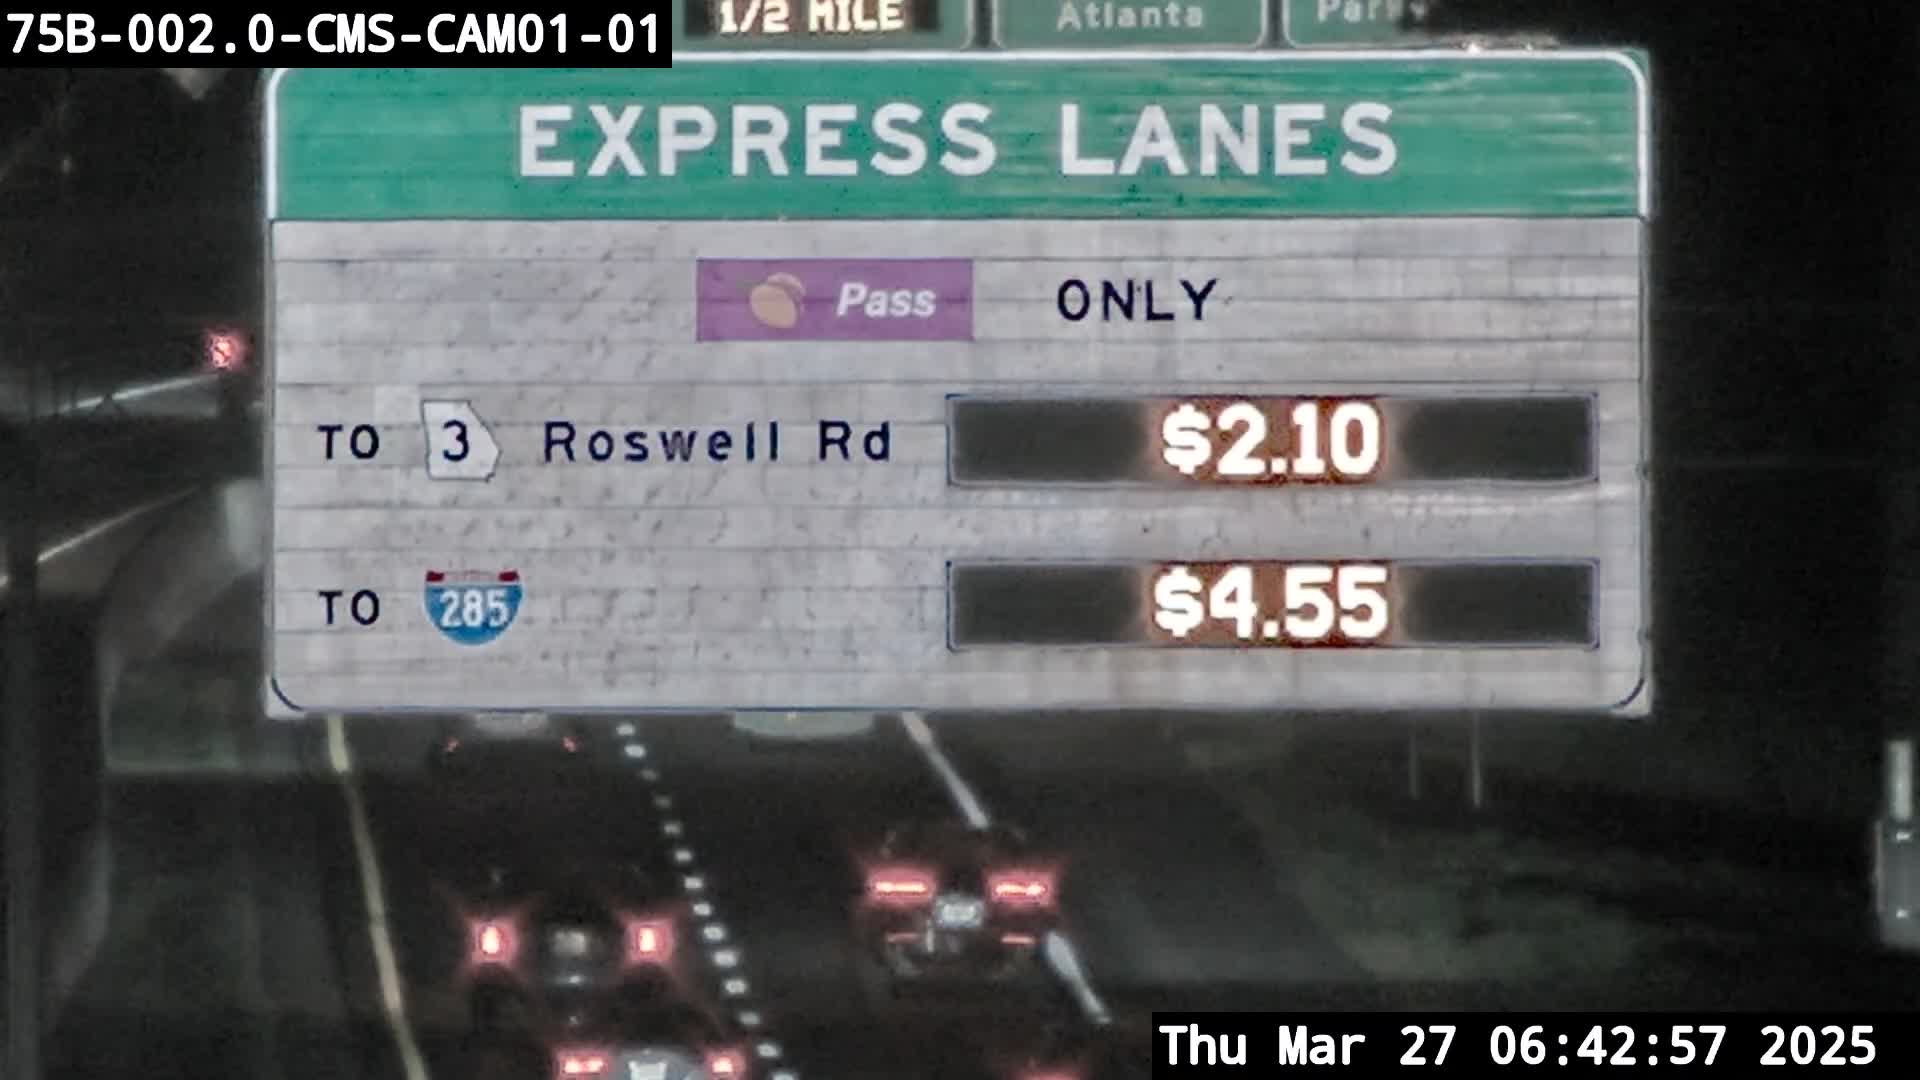 75B-002.0-CMS-CAM01-01
1/2 MILE
Atlanta
EXPRESS LANES
Pass ONLY
TO 3 Roswell Rd $2.10
TO 285 $4.55
Thu Mar 27 06:42:57 2025